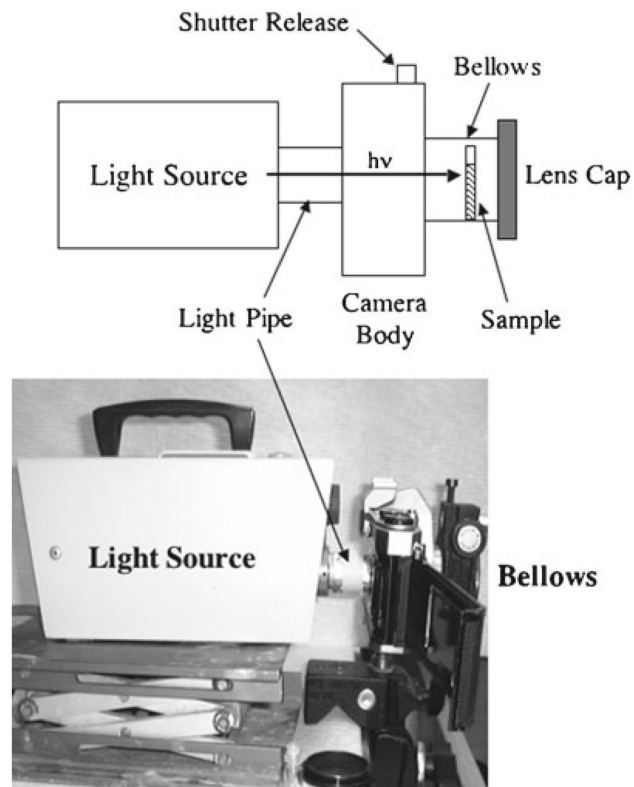 Shutter Release
Bellows
Light Source
hν
Lens Cap
Light Pipe
Camera
Body
Sample
Light Source
Bellows